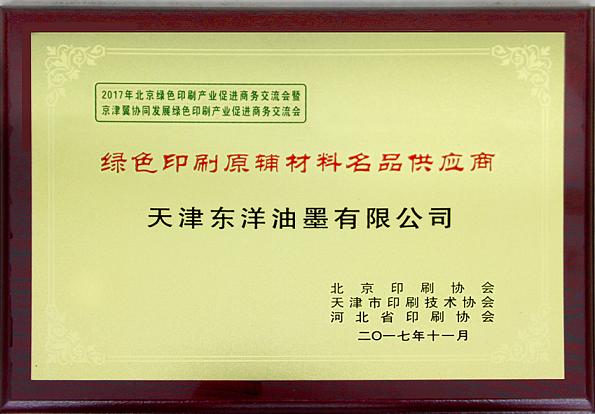 2017年北京绿色印刷产业促进商务交流会暨
京津翼协同发展绿色印刷产业促进商务交流会
绿色印刷原辅材料名品供应商
天津东洋油墨有限公司
北京印刷协会
天津市印刷技术协会
河北省印刷协会
二〇一七年十一月